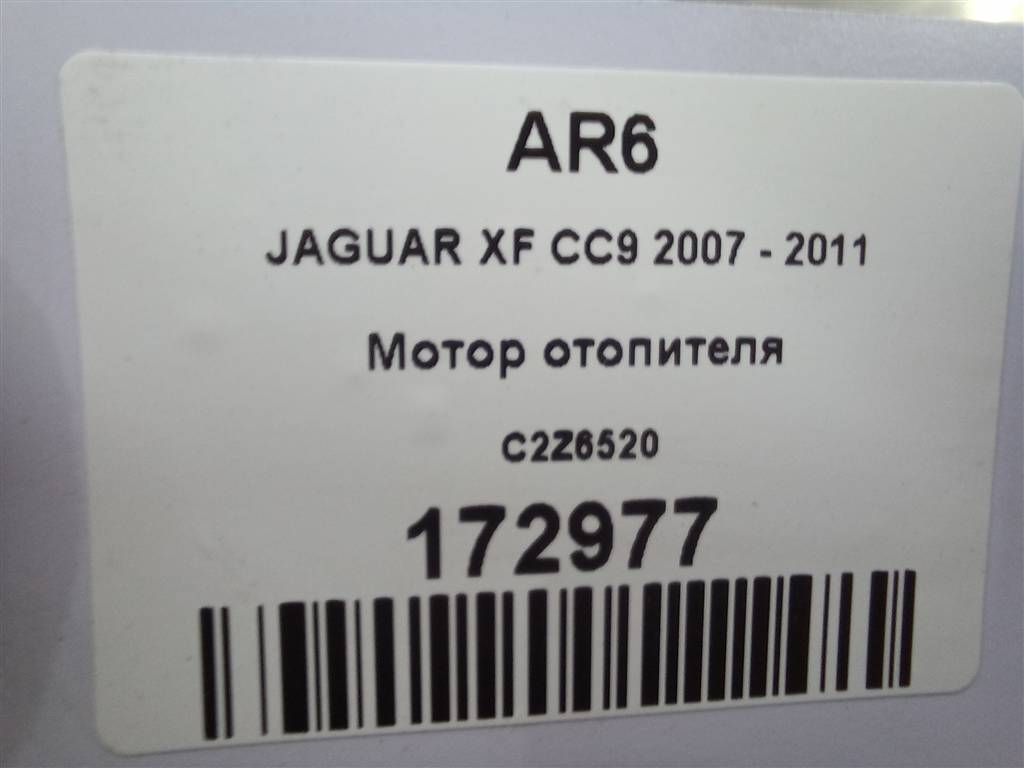 AR6
JAGUAR XF CC9 2007 - 2011
Мотор отопителя
C2Z6520
172977